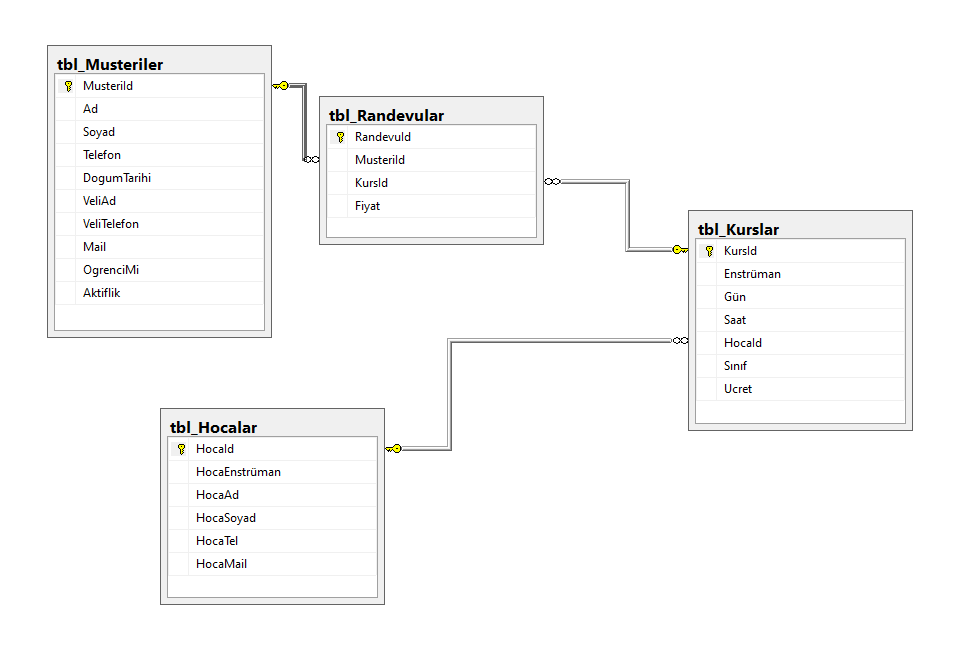 tbl_Musteriler
MusteriId
Ad
Soyad
Telefon
DogumTarihi
VeliAd
VeliTelefon
Mail
OgrenciMi
Aktiflik
tbl_Randevular
RandevuId
MusteriId
KursId
Fiyat
tbl_Kurslar
KursId
Enstrüman
Gün
Saat
HocaId
Sınıf
Ucret
tbl_Hocalar
HocaId
HocaEnstrüman
HocaAd
HocaSoyad
HocaTel
HocaMail